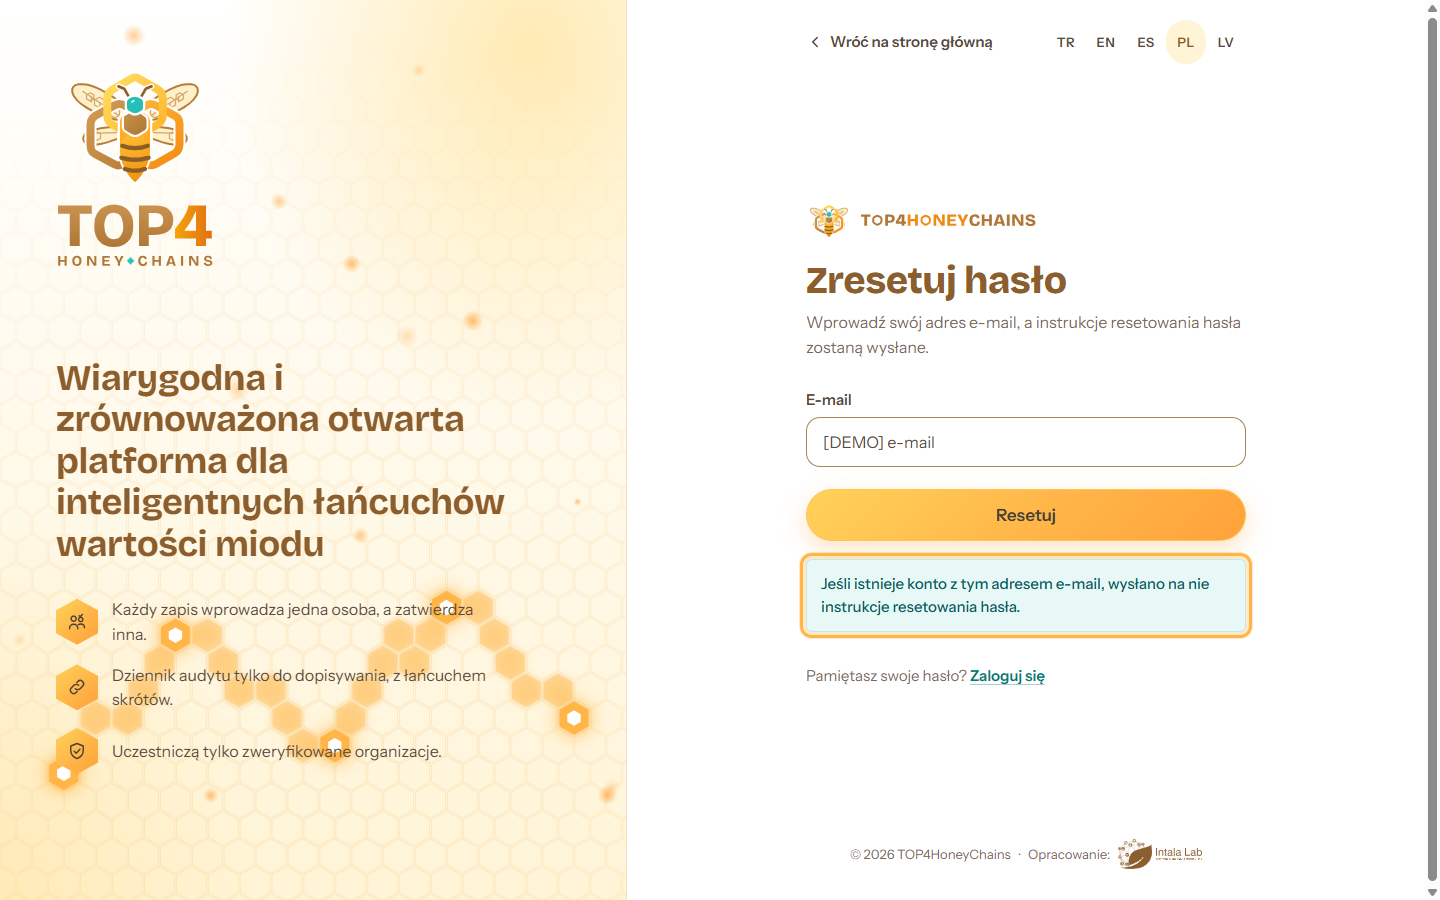 TOP4
HONEY CHAINS
Wiarygodna i
zrównoważona otwarta
platforma dla
inteligentnych łańcuchów
wartości miodu
Każdy zapis wprowadza jedna osoba, a zatwierdza
inna.
Dziennik audytu tylko do dopisywania, z łańcuchem
skrótów.
Uczestniczą tylko zweryfikowane organizacje.
Wróć na stronę główną
TR EN ES PL LV
TOP4HONEYCHAINS
Zresetuj hasło
Wprowadź swój adres e-mail, a instrukcje resetowania hasła
zostaną wysłane.
E-mail
[DEMO] e-mail
Resetuj
Jeśli istnieje konto z tym adresem e-mail, wysłano na nie
instrukcje resetowania hasła.
Pamiętasz swoje hasło? Zaloguj się
© 2026 TOP4HoneyChains · Opracowanie:
Intala Lab